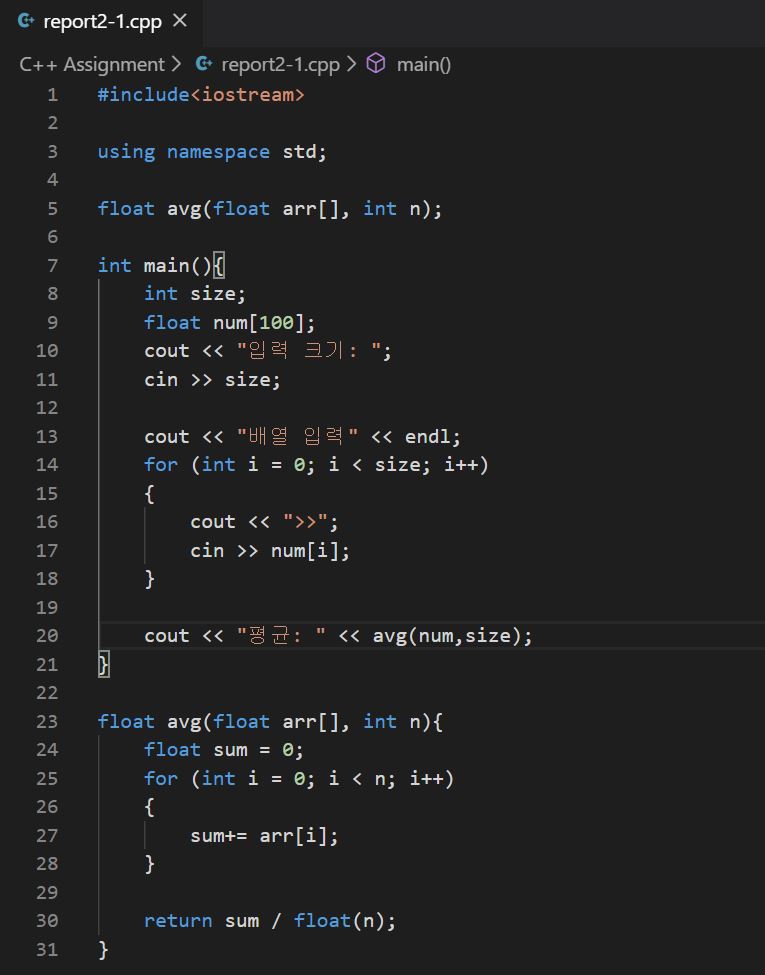 report2-1.cpp
C++ Assignment > report2-1.cpp > main()
1 #include<iostream>
2
3 using namespace std;
4
5 float avg(float arr[], int n);
6
7 int main(){
8     int size;
9     float num[100];
10     cout << "입력 크기: ";
11     cin >> size;
12
13     cout << "배열 입력" << endl;
14     for (int i = 0; i < size; i++)
15     {
16         cout << ">>";
17         cin >> num[i];
18     }
19
20     cout << "평균: " << avg(num,size);
21 }
22
23 float avg(float arr[], int n){
24     float sum = 0;
25     for (int i = 0; i < n; i++)
26     {
27         sum+= arr[i];
28     }
29
30     return sum / float(n);
31 }